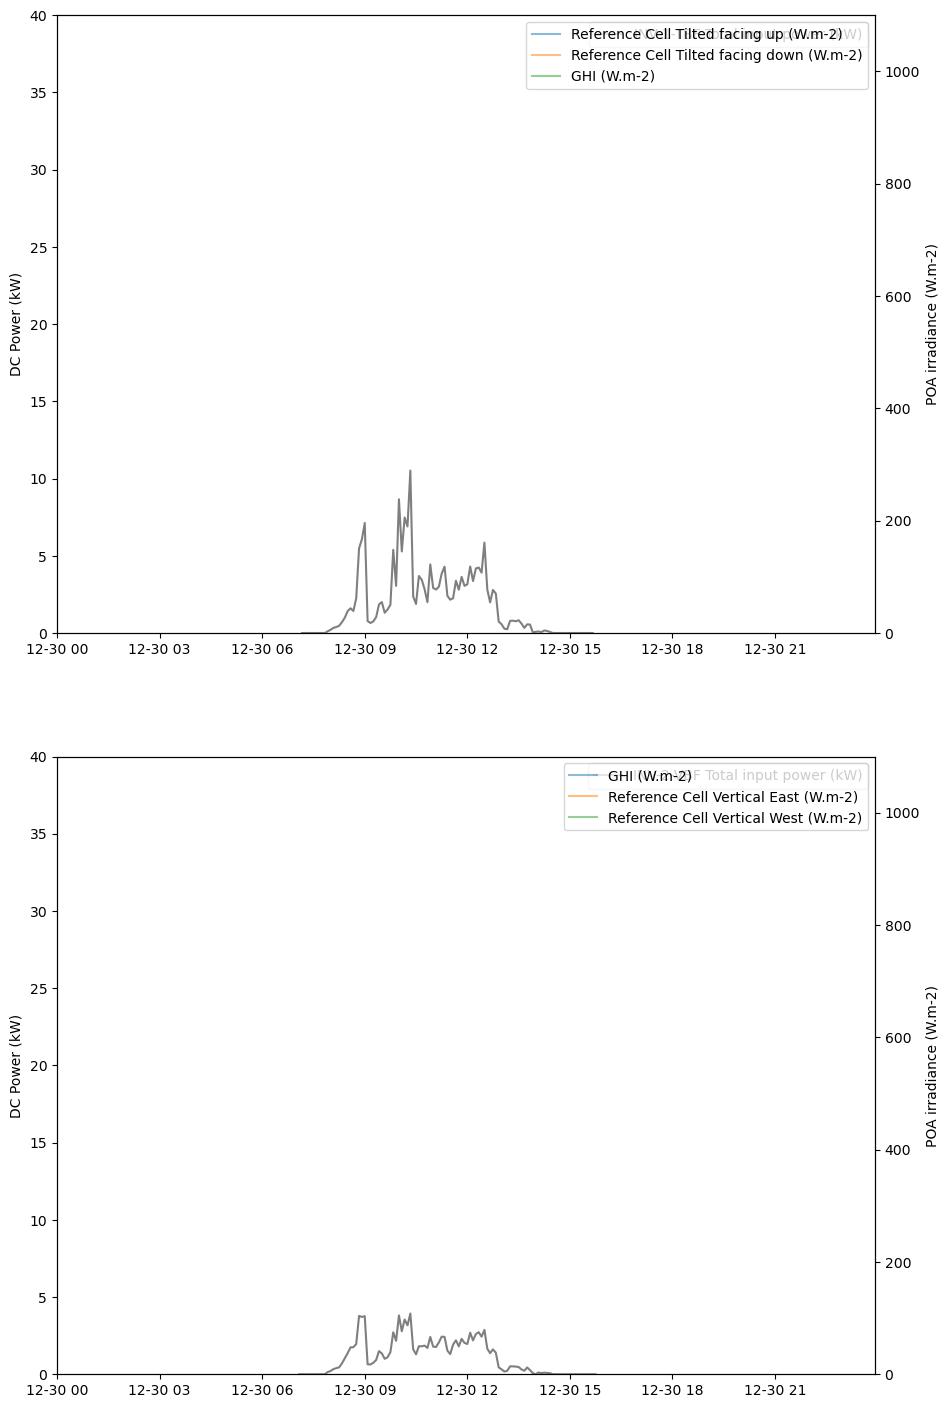 40
35
30
25
20
15
10
5
0
DC Power (kW)
Reference Cell Tilted facing up (W.m-2)
Reference Cell Tilted facing down (W.m-2)
GHI (W.m-2)
1000
800
600
400
200
0
POA irradiance (W.m-2)
12-30 00 12-30 03 12-30 06 12-30 09 12-30 12 12-30 15 12-30 18 12-30 21
40
35
30
25
20
15
10
5
0
DC Power (kW)
GHI (W.m-2) Total input power (kW)
Reference Cell Vertical East (W.m-2)
Reference Cell Vertical West (W.m-2)
1000
800
600
400
200
0
POA irradiance (W.m-2)
12-30 00 12-30 03 12-30 06 12-30 09 12-30 12 12-30 15 12-30 18 12-30 21